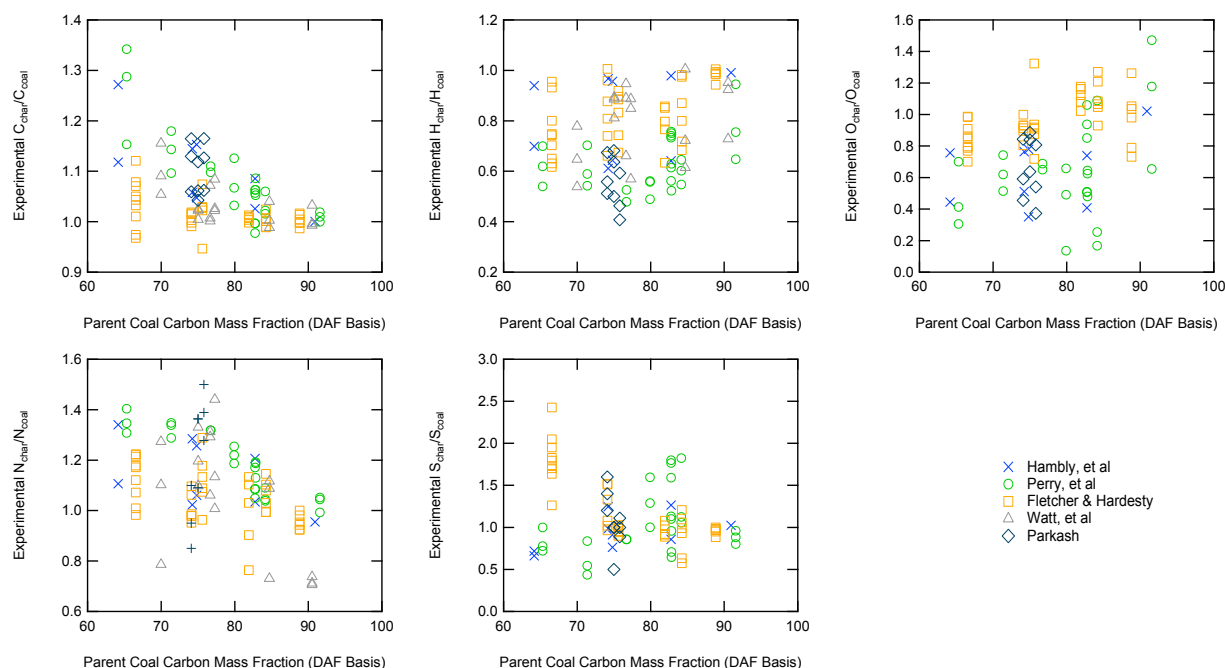 Experimental C_char/C_coal
1.4
1.3
1.2
1.1
1.0
0.9
60 70 80 90 100
Parent Coal Carbon Mass Fraction (DAF Basis)
Experimental H_char/H_coal
1.2
1.0
0.8
0.6
0.4
0.2
60 70 80 90 100
Parent Coal Carbon Mass Fraction (DAF Basis)
Experimental O_char/O_coal
1.6
1.4
1.2
1.0
0.8
0.6
0.4
0.2
0.0
60 70 80 90 100
Parent Coal Carbon Mass Fraction (DAF Basis)
Experimental N_char/N_coal
1.6
1.4
1.2
1.0
0.8
0.6
60 70 80 90 100
Parent Coal Carbon Mass Fraction (DAF Basis)
Experimental S_char/S_coal
3.0
2.5
2.0
1.5
1.0
0.5
0.0
60 70 80 90 100
Parent Coal Carbon Mass Fraction (DAF Basis)
Hambly, et al
Perry, et al
Fletcher & Hardesty
Watt, et al
Parkash